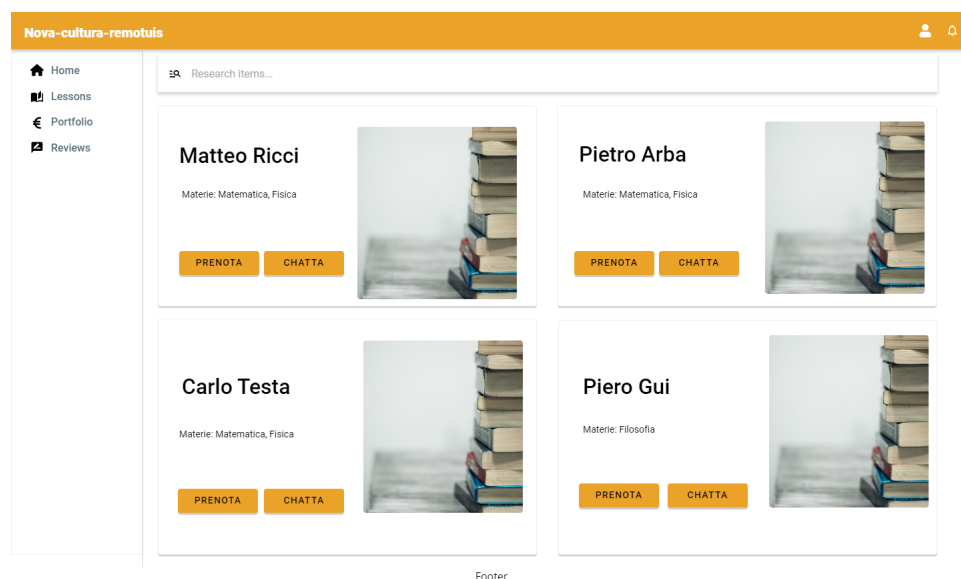 Nova-cultura-remotuis
Home
Lessons
Portfolio
Reviews
Research items...
Matteo Ricci
Materie: Matematica, Fisica
PRENOTA CHATTA
Pietro Arba
Materie: Matematica, Fisica
PRENOTA CHATTA
Carlo Testa
Materie: Matematica, Fisica
PRENOTA CHATTA
Piero Gui
Materie: Filosofia
PRENOTA CHATTA
Footer